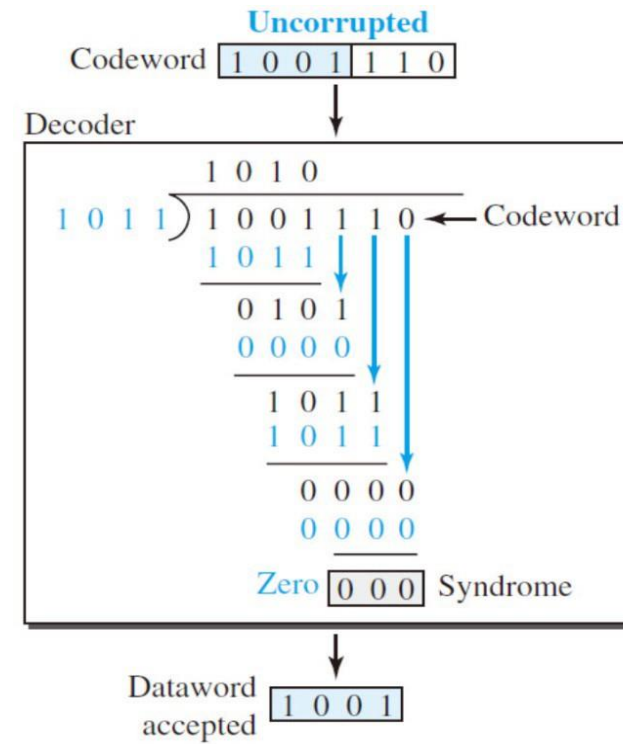 Uncorrupted
Codeword 1 0 0 1 1 1 0
Decoder
1 0 1 0
1 0 1 1 ) 1 0 0 1 1 1 0 Codeword
1 0 1 1
0 1 0 1
0 0 0 0
1 0 1 1
1 0 1 1
0 0 0 0
0 0 0 0
Zero 0 0 0 Syndrome
Dataword
accepted 1 0 0 1